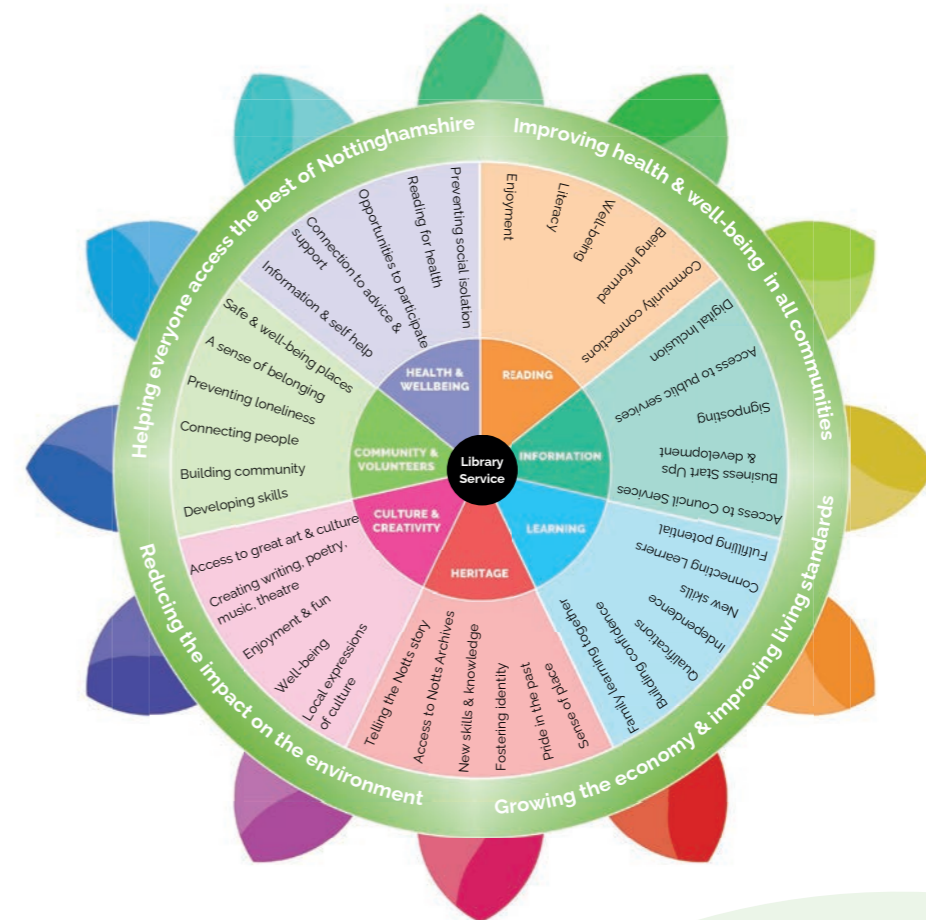 Helping everyone access the best of Nottinghamshire
Improving health & well-being in all communities
Growing the economy & improving living standards
Reducing the impact on the environment
Library
Service
READING
Enjoyment
Literacy
Well-being
Being Informed
Community connections
INFORMATION
Digital Inclusion
Access to public services
Signposting
Business Start Ups
& development
Access to Council Services
LEARNING
Fulfilling potential
Connecting Learners
New skills
Independence
Qualifications
Building confidence
Family learning together
HERITAGE
Sense of place
Pride in the past
Fostering identity
New skills & knowledge
Access to Notts Archives
Telling the Notts story
CULTURE &
CREATIVITY
Access to great art & culture
Creating writing, poetry,
music, theatre
Enjoyment & fun
Well-being
Local expressions
of culture
COMMUNITY &
VOLUNTEERS
Safe & well-being places
A sense of belonging
Preventing loneliness
Connecting people
Building community
Developing skills
HEALTH &
WELLBEING
Information & self help
Connection to advice &
support
Opportunities to participate
Reading for health
Preventing social isolation